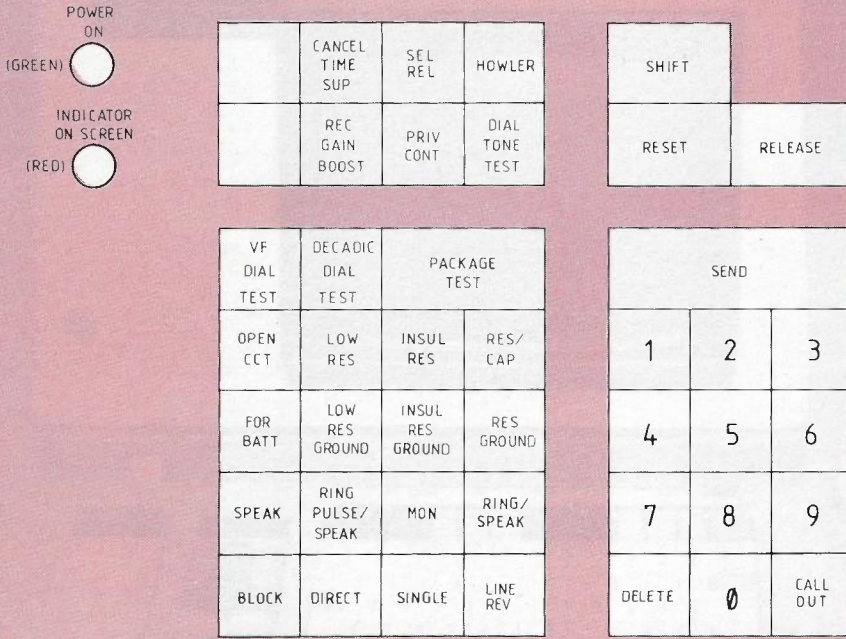 POWER
ON
(GREEN)
INDICATOR
ON SCREEN
(RED)
CANCEL
TIME
SUP
SEL
REL
HOWLER
REC
GAIN
BOOST
PRIV
CONT
DIAL
TONE
TEST
SHIFT
RESET
RELEASE
VF
DIAL
TEST
DECADIC
DIAL
TEST
PACKAGE
TEST
OPEN
CCT
LOW
RES
INSUL
RES
RES/
CAP
FOR
BATT
LOW
RES
GROUND
INSUL
RES
GROUND
RES
GROUND
SPEAK
RING
PULSE/
SPEAK
MON
RING/
SPEAK
BLOCK
DIRECT
SINGLE
LINE
REV
SEND
1
2
3
4
5
6
7
8
9
DELETE
0
CALL
OUT